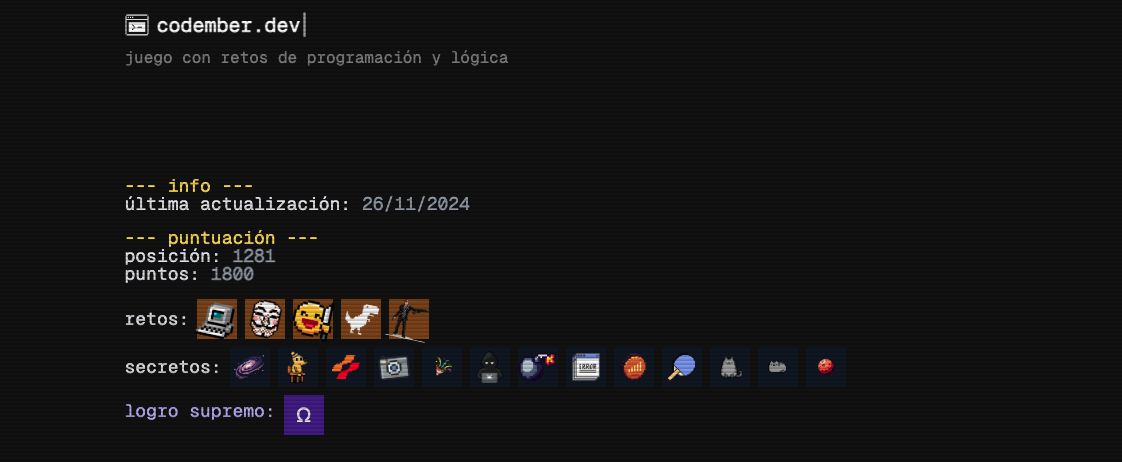 codember.dev
juego con retos de programación y lógica
--- info ---
última actualización: 26/11/2024
--- puntuación ---
posición: 1281
puntos: 1800
retos:
secretos:
ERROR
logro supremo: Ω